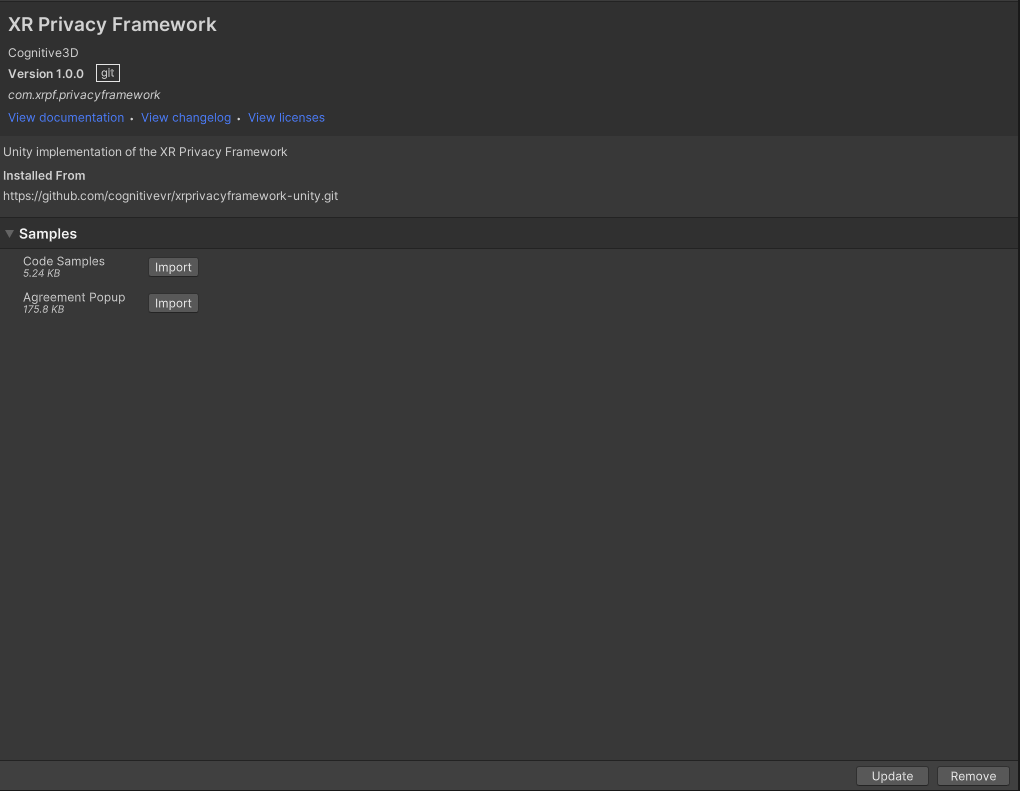 XR Privacy Framework
Cognitive3D
Version 1.0.0 git
com.xrpf.privacyframework
View documentation • View changelog • View licenses
Unity implementation of the XR Privacy Framework
Installed From
https://github.com/cognitivevr/xrprivacyframework-unity.git
Samples
Code Samples Import
5.24 KB
Agreement Popup Import
175.8 KB
Update Remove